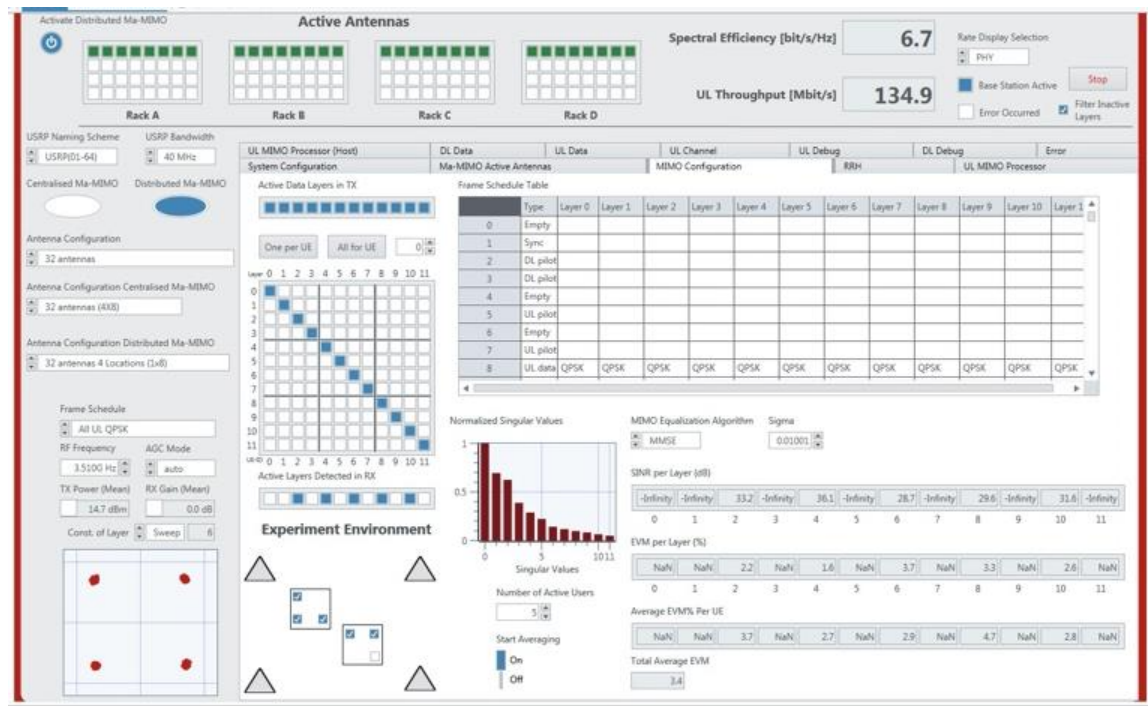 Activate Distributed Ma-MIMO
Active Antennas
Rack A
Rack B
Rack C
Rack D
Spectral Efficiency [bit/s/Hz]
6.7
UL Throughput [Mbit/s]
134.9
Rate Display Selection
PHY
Base Station Active
Stop
Error Occurred
Filter Inactive
Layers
USRP Naming Scheme
USRP Bandwidth
USRP(01-64)
40 MHz
Centralised Ma-MIMO
Distributed Ma-MIMO
Antenna Configuration
32 antennas
Antenna Configuration Centralised Ma-MIMO
32 antennas (4X8)
Antenna Configuration Distributed Ma-MIMO
32 antennas 4 Locations (1x8)
Frame Schedule
All UL QPSK
RF Frequency
AGC Mode
3.5100 Hz
auto
TX Power (Mean)
RX Gain (Mean)
14.7 dBm
0.0 dB
Const. of Layer
Sweep
6
UL MIMO Processor (Host)
DL Data
UL Data
UL Channel
UL Debug
DL Debug
Error
System Configuration
Ma-MIMO Active Antennas
MIMO Configuration
RRH
UL MIMO Processor
Active Data Layers in TX
One per UE
All for UE
0
Layer 0 1 2 3 4 5 6 7 8 9 10 11
0
1
2
3
4
5
6
7
8
9
10
11
UE-ID 0 1 2 3 4 5 6 7 8 9 10 11
Active Layers Detected in RX
Experiment Environment
Frame Schedule Table
Type Layer 0 Layer 1 Layer 2 Layer 3 Layer 4 Layer 5 Layer 6 Layer 7 Layer 8 Layer 9 Layer 10 Layer 1
0 Empty
1 Sync
2 DL pilot
3 DL pilot
4 Empty
5 UL pilot
6 Empty
7 UL pilot
8 UL data QPSK QPSK QPSK QPSK QPSK QPSK QPSK QPSK QPSK QPSK QPSK QPSK
Normalized Singular Values
1
0.5
0
0 5 10 11
Singular Values
Number of Active Users
5
Start Averaging
On
Off
MIMO Equalization Algorithm
Sigma
MMSE
0.01001
SINR per Layer (dB)
-Infinity -Infinity 33.2 -Infinity 36.1 -Infinity 28.7 -Infinity 29.6 -Infinity 31.6 -Infinity
0 1 2 3 4 5 6 7 8 9 10 11
EVM per Layer (%)
NaN NaN 2.2 NaN 1.6 NaN 3.7 NaN 3.3 NaN 2.6 NaN
0 1 2 3 4 5 6 7 8 9 10 11
Average EVM% Per UE
NaN NaN 3.7 NaN 2.7 NaN 2.9 NaN 4.7 NaN 2.8 NaN
Total Average EVM
3.4